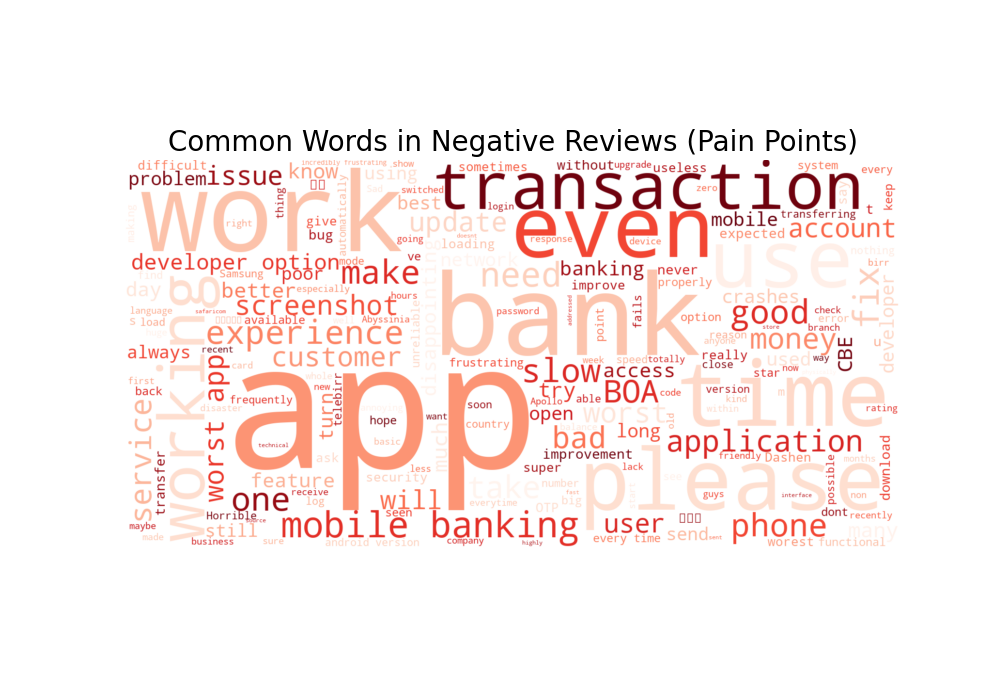 Common Words in Negative Reviews (Pain Points)
difficult
incredibly
frustrating
show
sometimes
without
upgrade
useless
system
every
problem
issue
know
using
work
switched
transaction
zero
say
keep
thing
Sad
automatically
best
login
mobile
transferring
t
making
right
give
bug
update
even
expected
account
going
doesnt
response
device
nothing
developer option
mode
ve
loading
network
use
birr
Samsung
poor
make
need
banking
never
properly
improve
day
find
better
especially
hours
screenshot
crashes
fix
language
safaricom
available
Abyssinia
unreliable
disappointing
bank
password
addressed
point
fails
option
good
check
store
branch
S
load
working
experience
reason
anyone
money
c
developer
always
recent
customer
frustrating
week
speed
totally
really
close
used
way
CBE
worst app
card
app
slow
access
star
now
time
first
back
whole
new
try
able
BOA
code
version
kind
m
frequently
turn
telebirr
want
soon
Apollo
open
worst
within
old
rating
disaster
hope
country
bad
long
application
service
technical
basic
much
improvement
friendly
Dashen
months
ask
less
super
lack
please
see
start
guys
possible
download
transfer
feature
security
take
number
fast
interface
non
one
receive
log
will
everytime
OTP
dont
recently
maybe
Horrible
source
seen
mobile banking
user
phone
still
send
sent
many
made
business
sure
android version
company
highly
every time
worest
functional
error